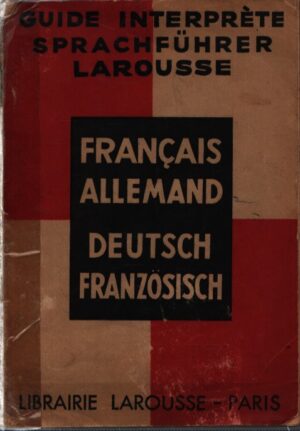 GUIDE INTERPRÈTE
SPRACHFÜHRER
LAROUSSE
FRANÇAIS
ALLEMAND
DEUTSCH
FRANZÖSISCH
LIBRAIRIE LAROUSSE - PARIS